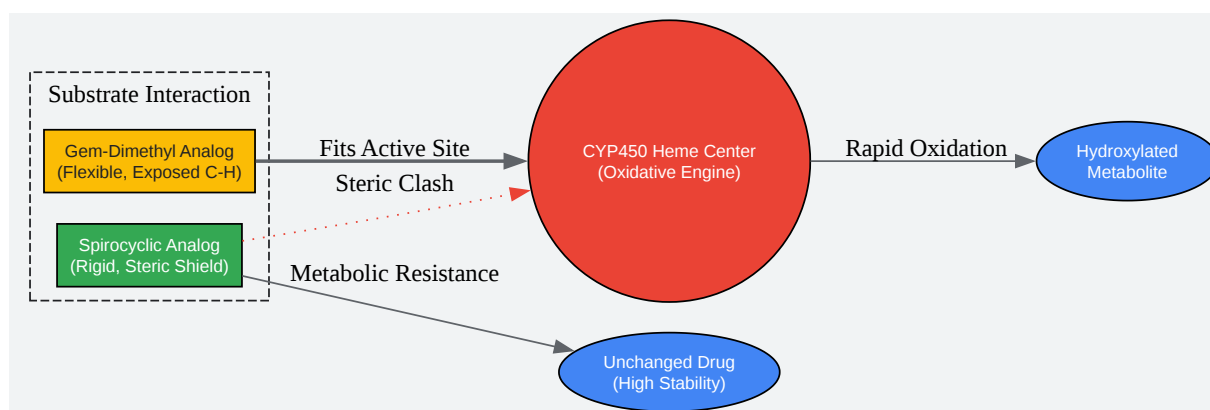 Substrate Interaction
Gem-Dimethyl Analog
(Flexible, Exposed C-H)
Fits Active Site
Steric Clash
CYP450 Heme Center
(Oxidative Engine)
Rapid Oxidation
Hydroxylated
Metabolite
Spirocyclic Analog
(Rigid, Steric Shield)
Metabolic Resistance
Unchanged Drug
(High Stability)